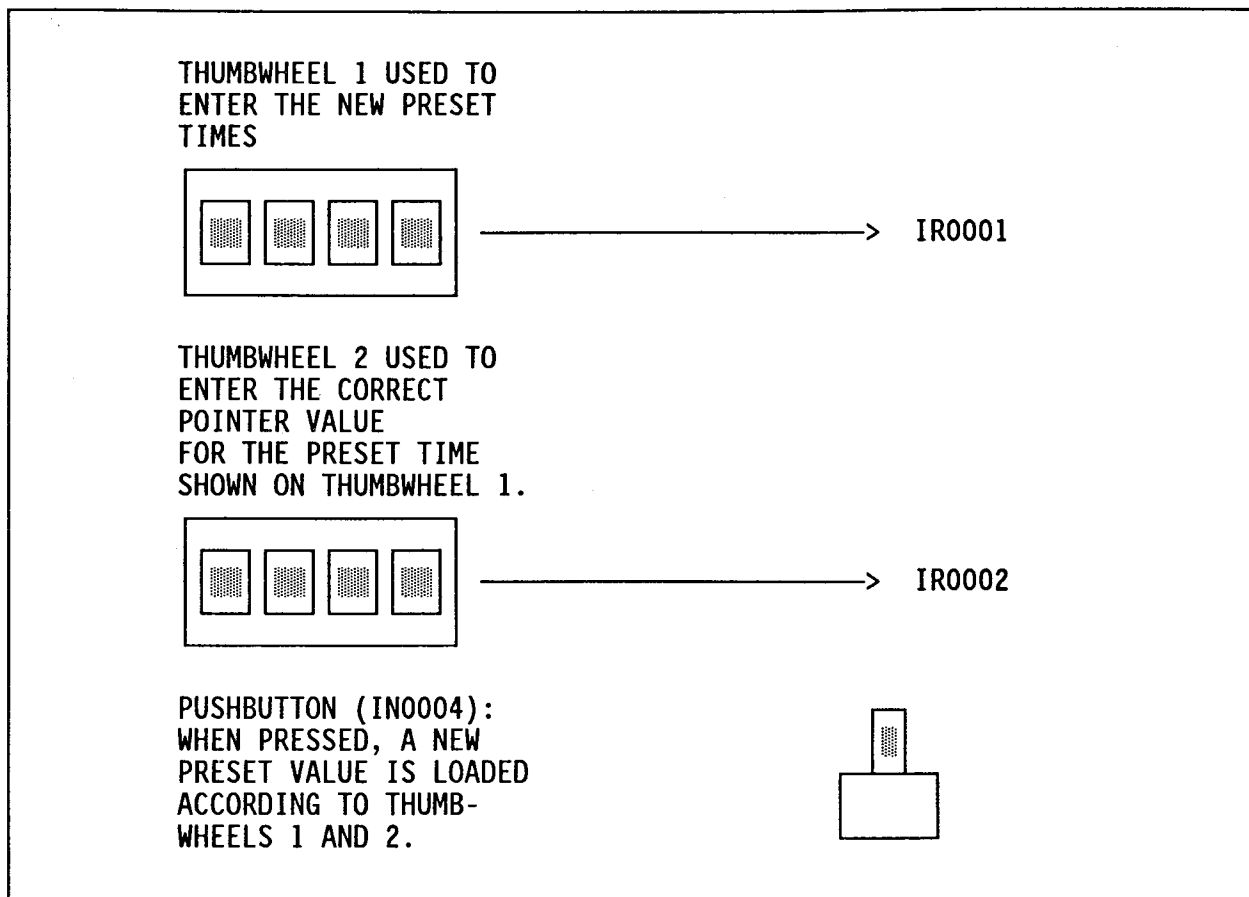 THUMBWHEEL 1 USED TO
ENTER THE NEW PRESET
TIMES
> IR0001
THUMBWHEEL 2 USED TO
ENTER THE CORRECT
POINTER VALUE
FOR THE PRESET TIME
SHOWN ON THUMBWHEEL 1.
> IR0002
PUSHBUTTON (IN0004):
WHEN PRESSED, A NEW
PRESET VALUE IS LOADED
ACCORDING TO THUMB-
WHEELS 1 AND 2.